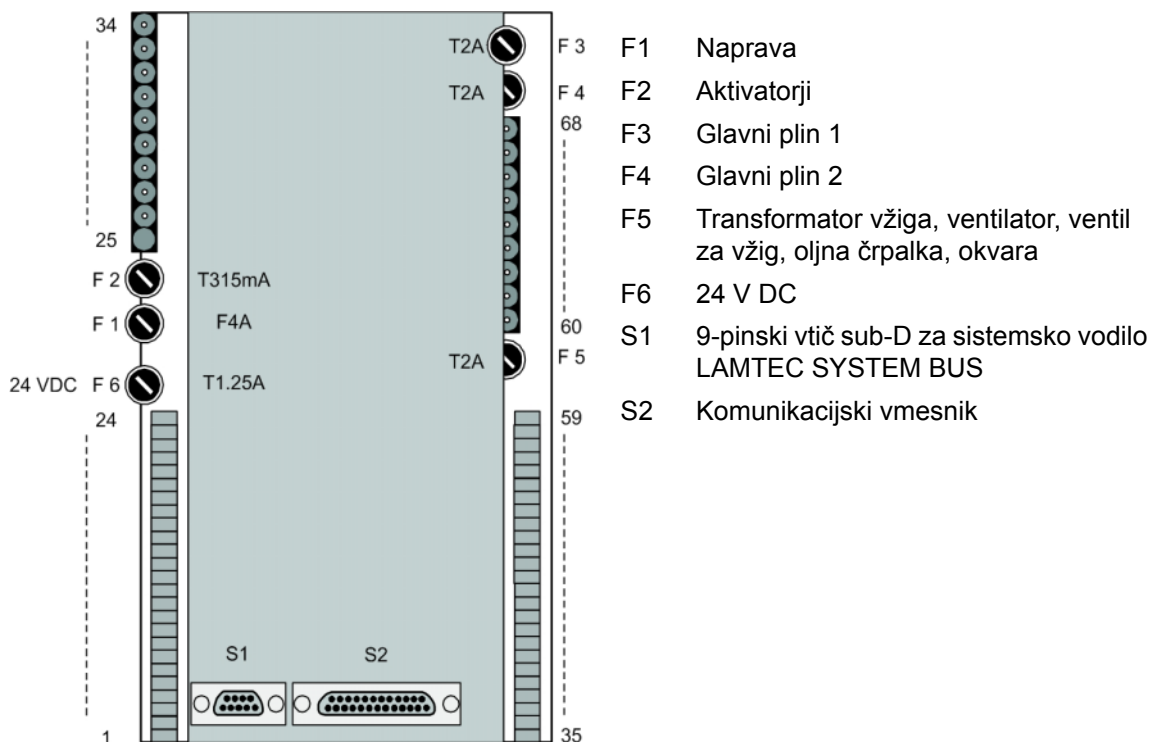 34
T2A F 3
T2A F 4
68
25
F 2 T315mA
F 1 F4A
60
T2A F 5
24 VDC F 6 T1.25A
24
59
S1 S2
1
35
F1 Naprava
F2 Aktivatorji
F3 Glavni plin 1
F4 Glavni plin 2
F5 Transformator vžiga, ventilator, ventil
za vžig, oljna črpalka, okvara
F6 24 V DC
S1 9-pinski vtič sub-D za sistemsko vodilo
LAMTEC SYSTEM BUS
S2 Komunikacijski vmesnik